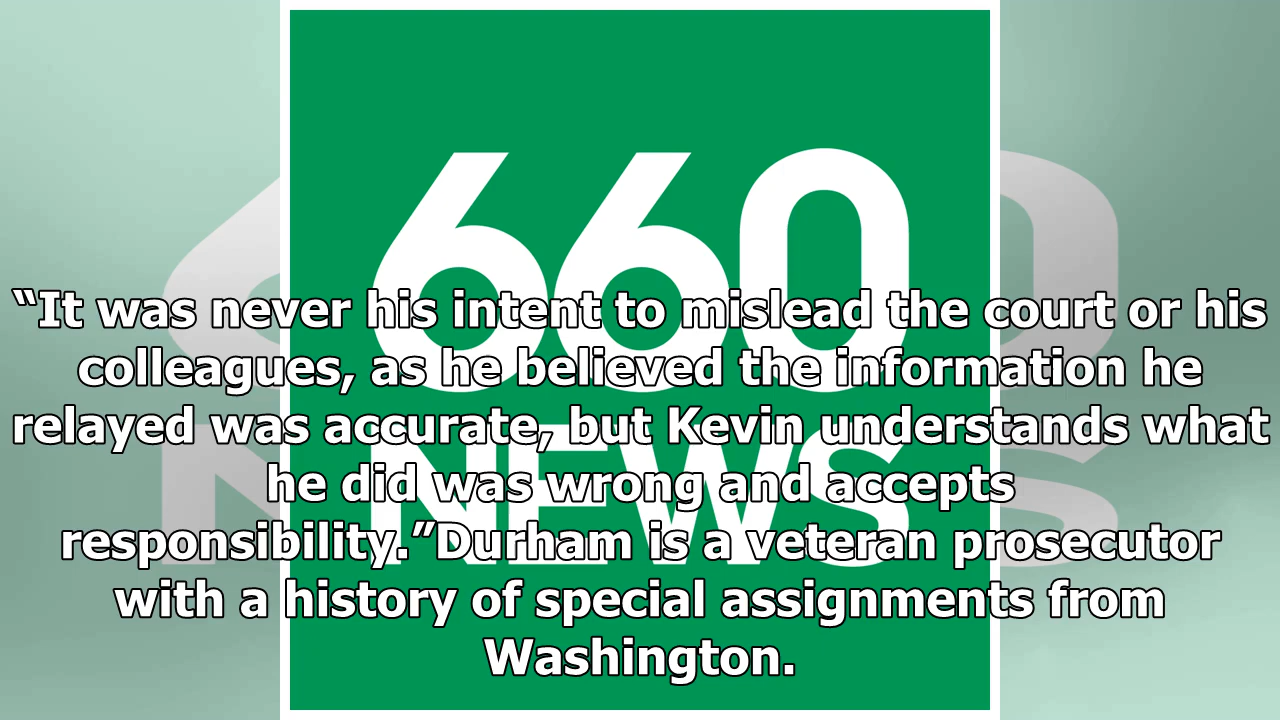 660
NEWS
“It was never his intent to mislead the court or his
colleagues, as he believed the information he
relayed was accurate, but Kevin understands what
he did was wrong and accepts
responsibility.”Durham is a veteran prosecutor
with a history of special assignments from
Washington.